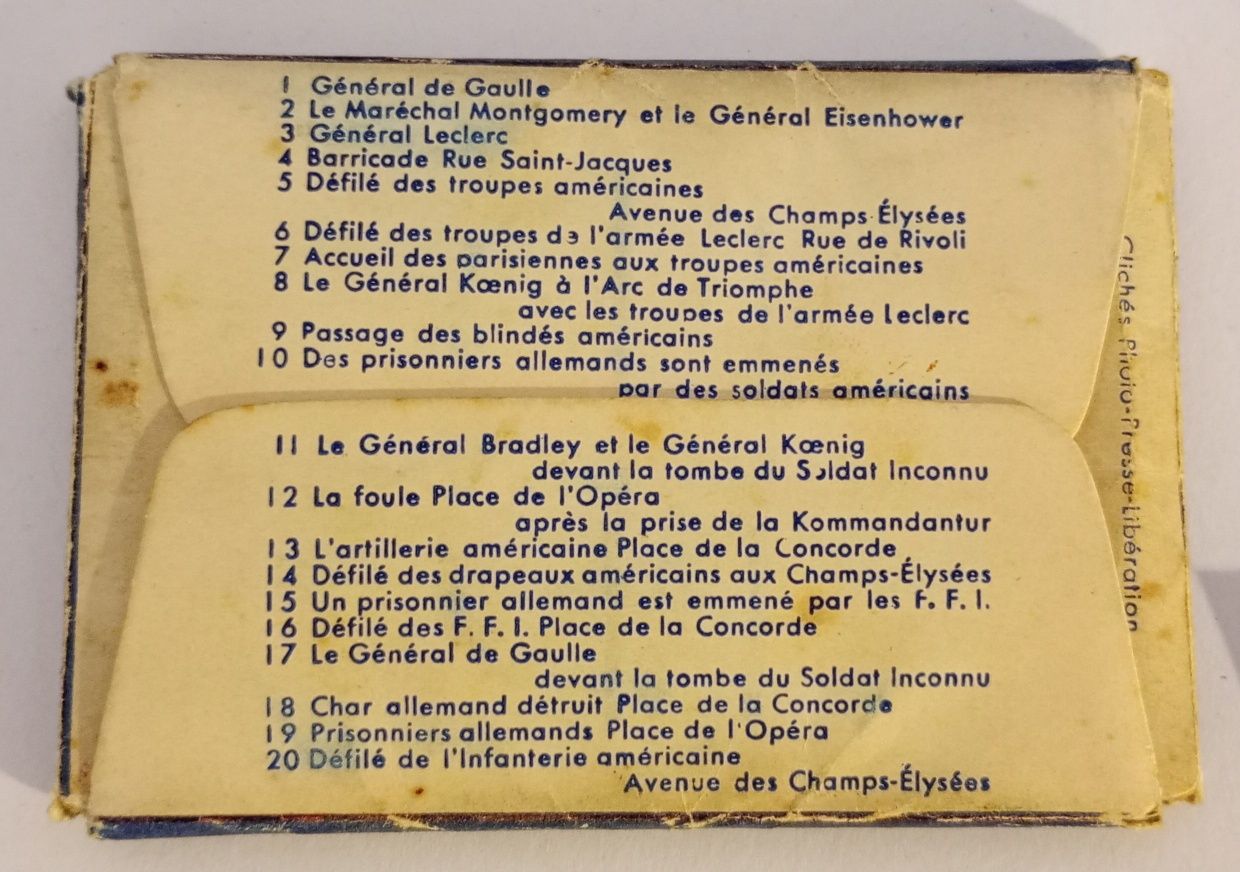 1 Général de Gaulle
2 Le Maréchal Montgomery et le Général Eisenhower
3 Général Leclerc
4 Barricade Rue Saint-Jacques
5 Défilé des troupes américaines
Avenue des Champs-Élysées
6 Défilé des troupes de l'armée Leclerc Rue de Rivoli
7 Accueil des parisiennes aux troupes américaines
8 Le Général Kœnig à l'Arc de Triomphe
avec les troupes de l'armée Leclerc
9 Passage des blindés américains
10 Des prisonniers allemands sont emmenés
par des soldats américains
11 Le Général Bradley et le Général Kœnig
devant la tombe du Soldat Inconnu
12 La foule Place de l'Opéra
après la prise de la Kommandantur
13 L'artillerie américaine Place de la Concorde
14 Défilé des drapeaux américains aux Champs-Élysées
15 Un prisonnier allemand est emmené par les F. F. I.
16 Défilé des F. F. I. Place de la Concorde
17 Le Général de Gaulle
devant la tombe du Soldat Inconnu
18 Char allemand détruit Place de la Concorde
19 Prisonniers allemands Place de l'Opéra
20 Défilé de l'Infanterie américaine
Avenue des Champs-Élysées
Clichés Photo-Presse-Libération